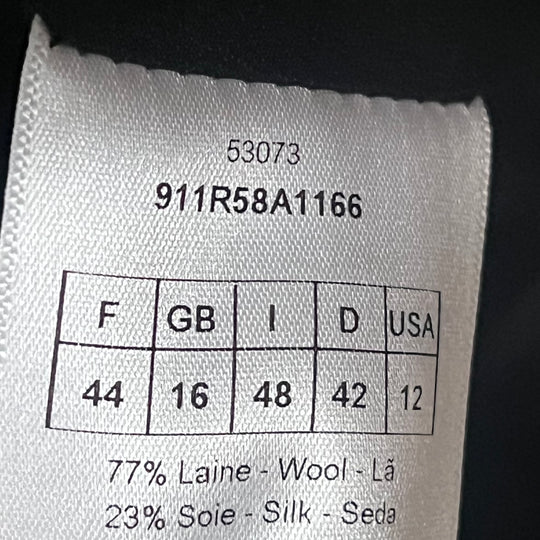 53073
911R58A1166
F GB I D USA
44 16 48 42 12
77% Laine - Wool - Lã
23% Soie - Silk - Seda